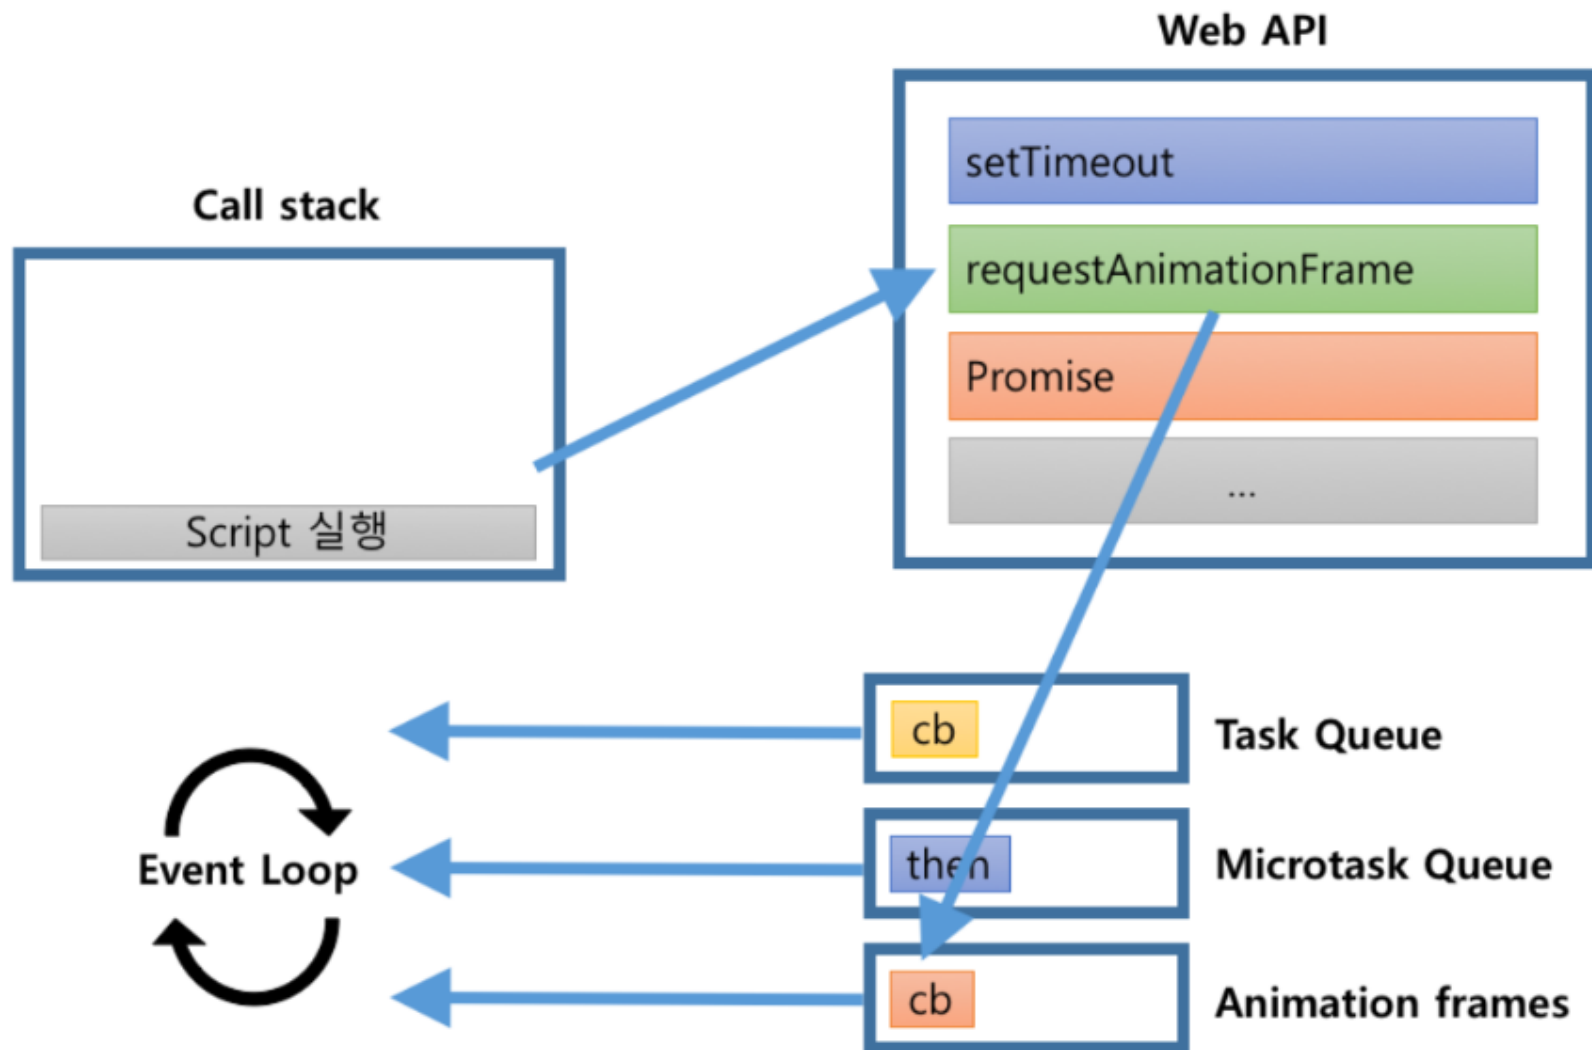 Web API
setTimeout
Call stack
requestAnimationFrame
Promise
...
Script 실행
cb
Task Queue
Event Loop
then
Microtask Queue
cb
Animation frames